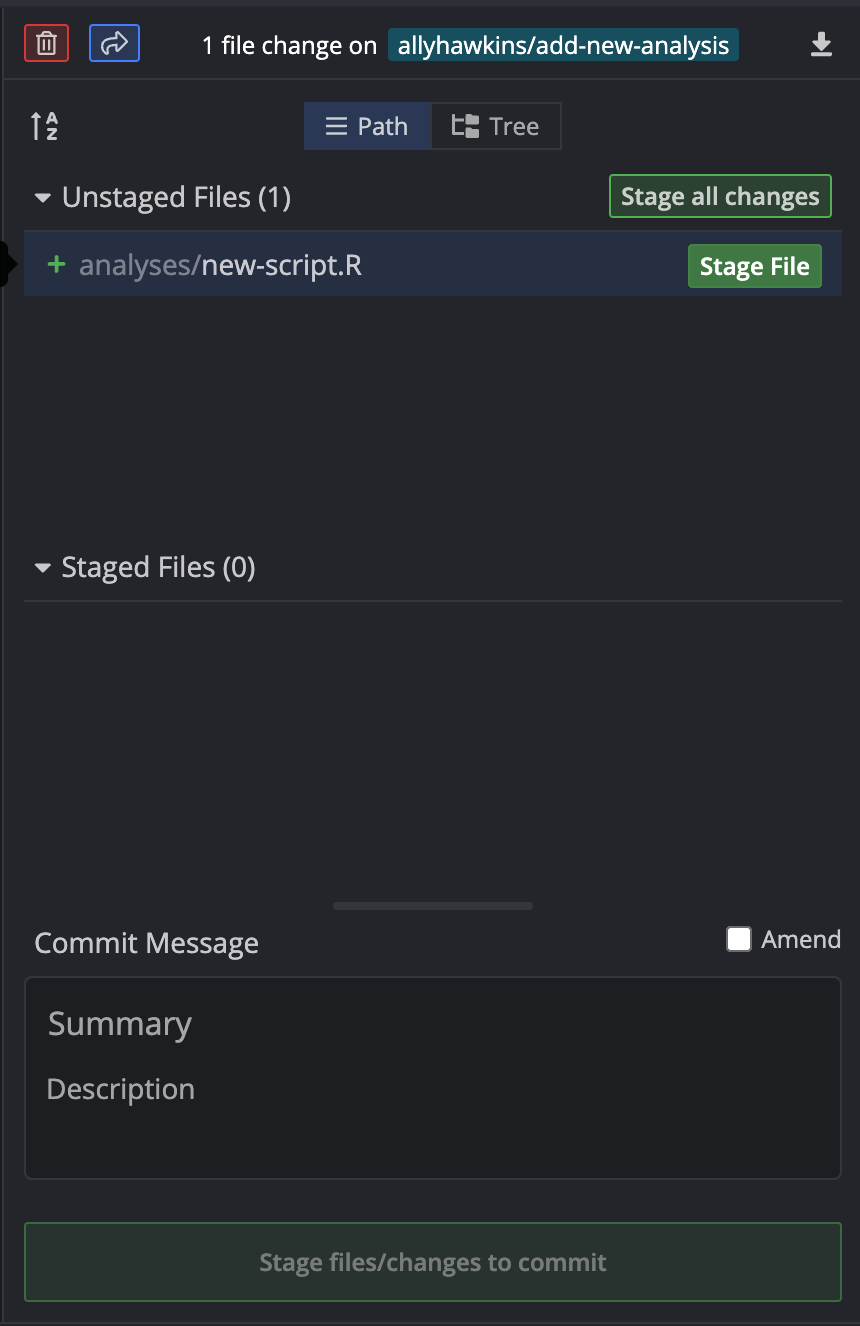 1 file change on allyhawkins/add-new-analysis
A
Z
Path Tree
Unstaged Files (1) Stage all changes
+ analyses/new-script.R Stage File
Staged Files (0)
Commit Message Amend
Summary
Description
Stage files/changes to commit